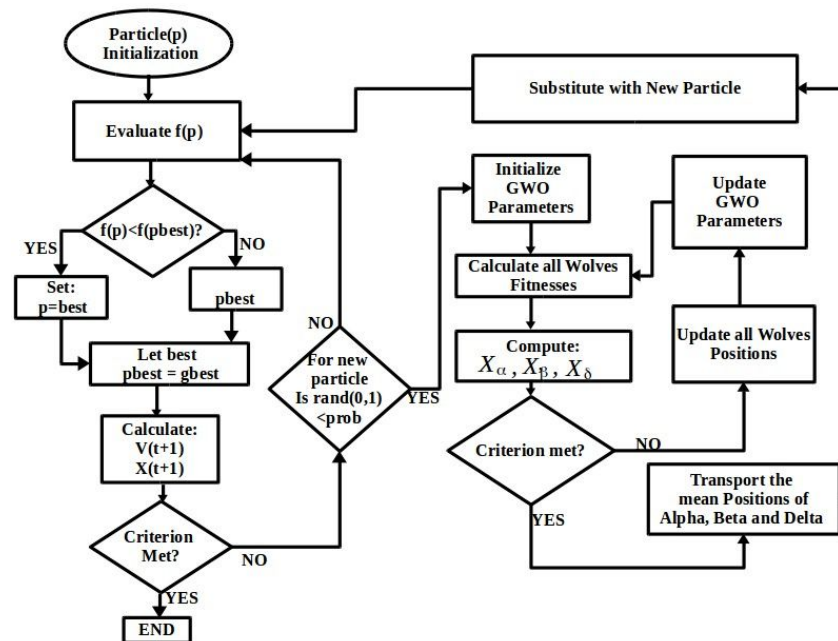 Particle(p)
Initialization
Evaluate f(p)
f(p)<f(pbest)?
YES
NO
Set:
p=best
pbest
Let best
pbest = gbest
Calculate:
V(t+1)
X(t+1)
Criterion
Met?
NO
YES
END
NO
For new
particle
Is rand(0,1)
<prob
YES
Substitute with New Particle
Initialize
GWO
Parameters
Calculate all Wolves
Fitnesses
Compute:
Xα , Xβ , Xδ
Criterion met?
NO
YES
Update
GWO
Parameters
Update all Wolves
Positions
Transport the
mean Positions of
Alpha, Beta and Delta